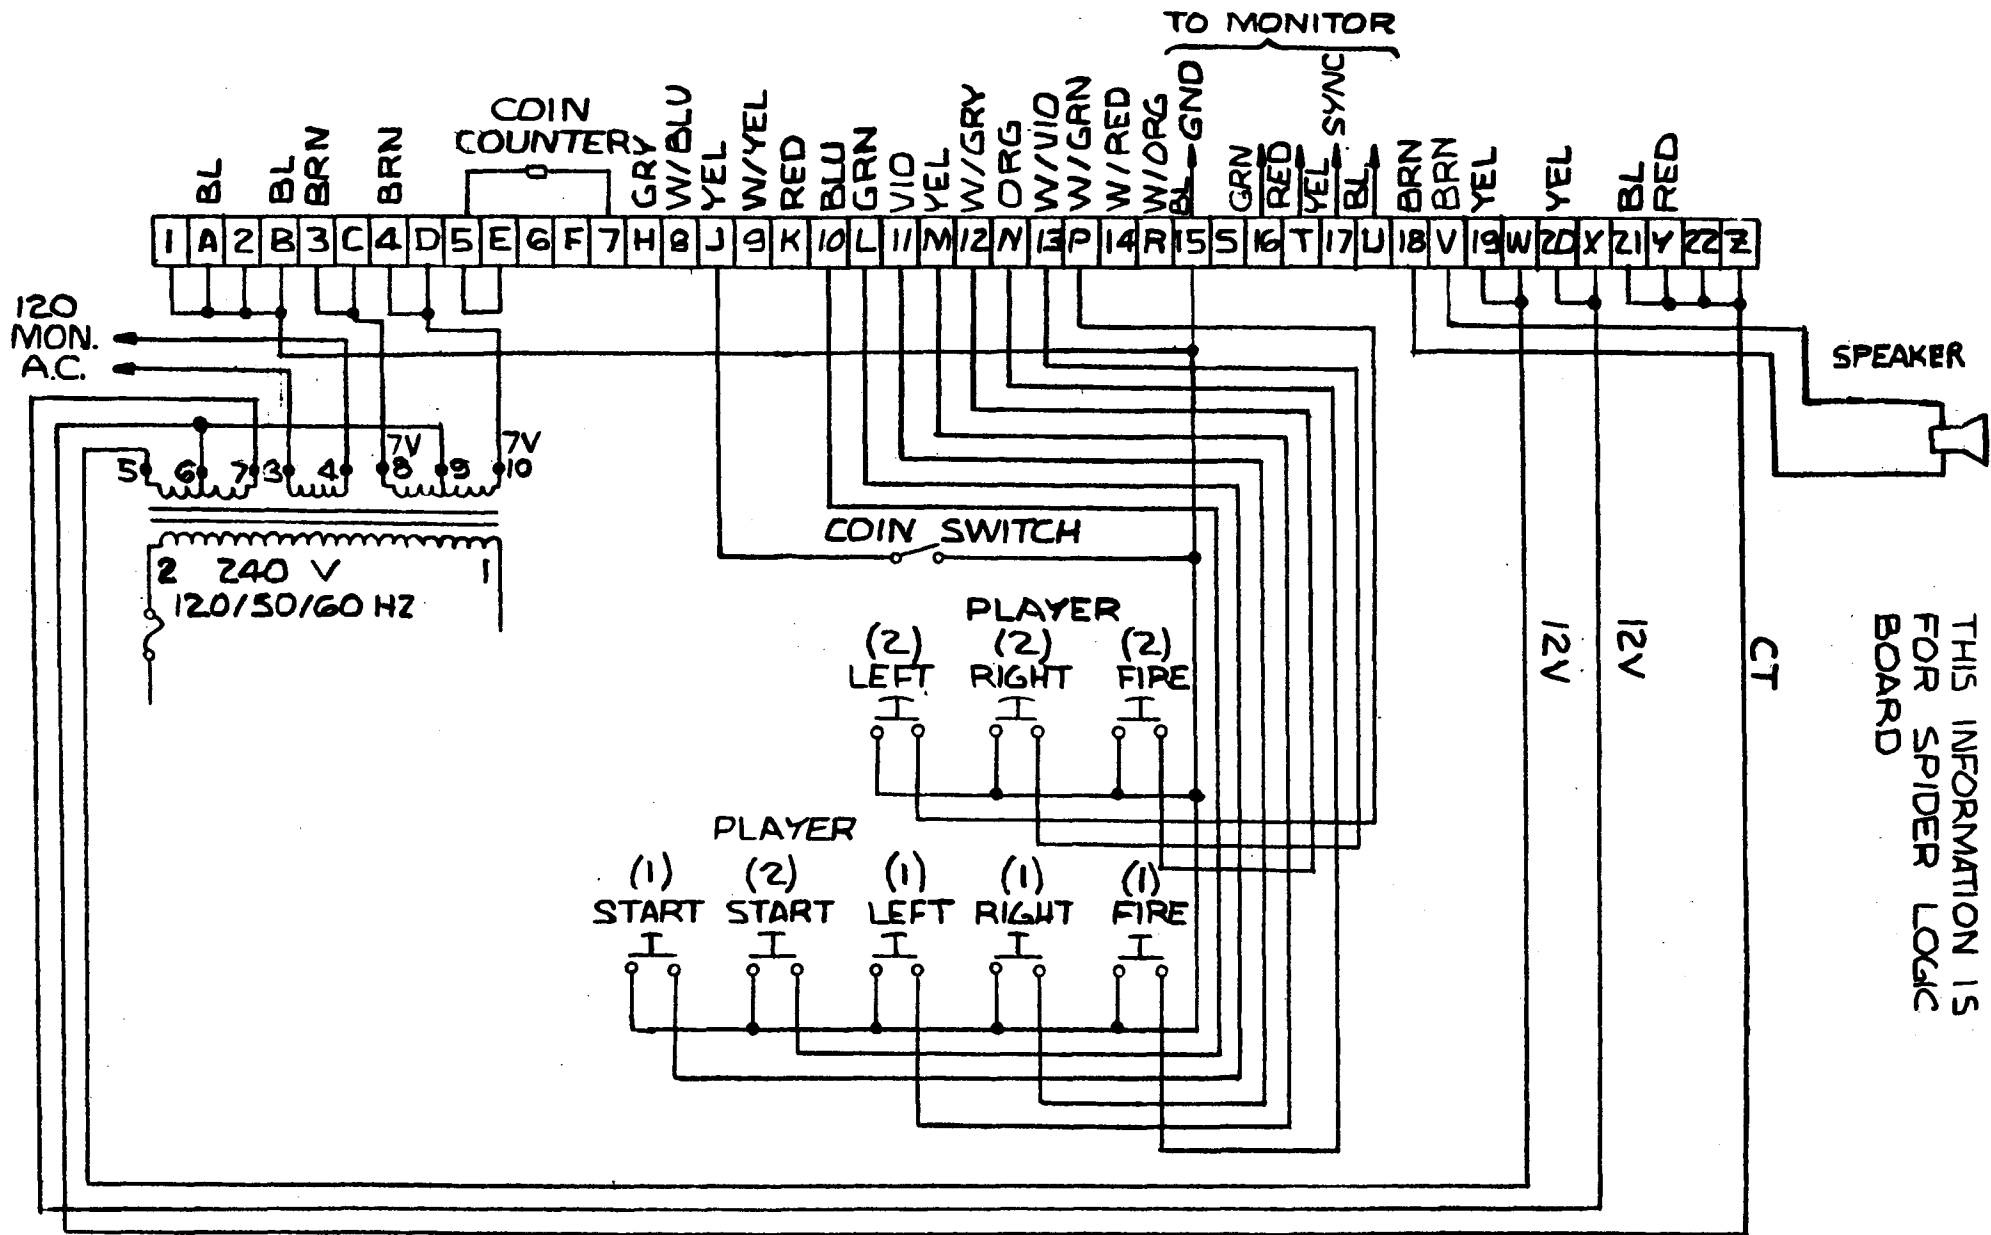 TO MONITOR
BL
BL
BRN
BRN
COIN
COUNTER
GRY
W/BLU
YEL
W/YEL
RED
BLU
GRN
VIO
YEL
W/GRY
ORG
W/VIO
W/GRN
W/RED
W/ORG
BL
GND
GRN
RED
YEL
SYNC
BL
BRN
BRN
YEL
YEL
BL
RED
1 A 2 B 3 C 4 D 5 E 6 F 7 H 8 J 9 K 10 L 11 M 12 N 13 P 14 R 15 S 16 T 17 U 18 V 19 W 20 X 21 Y 22 Z
120
MON.
A.C.
SPEAKER
7V 7V
5 6 7 3 4 8 9 10
COIN SWITCH
2 240 V 1
120/50/60 HZ
PLAYER
(2) (2) (2)
LEFT RIGHT FIRE
12V
12V
CT
THIS INFORMATION IS
FOR SPIDER LOGIC
BOARD
PLAYER
(1) (2) (1) (1) (1)
START START LEFT RIGHT FIRE